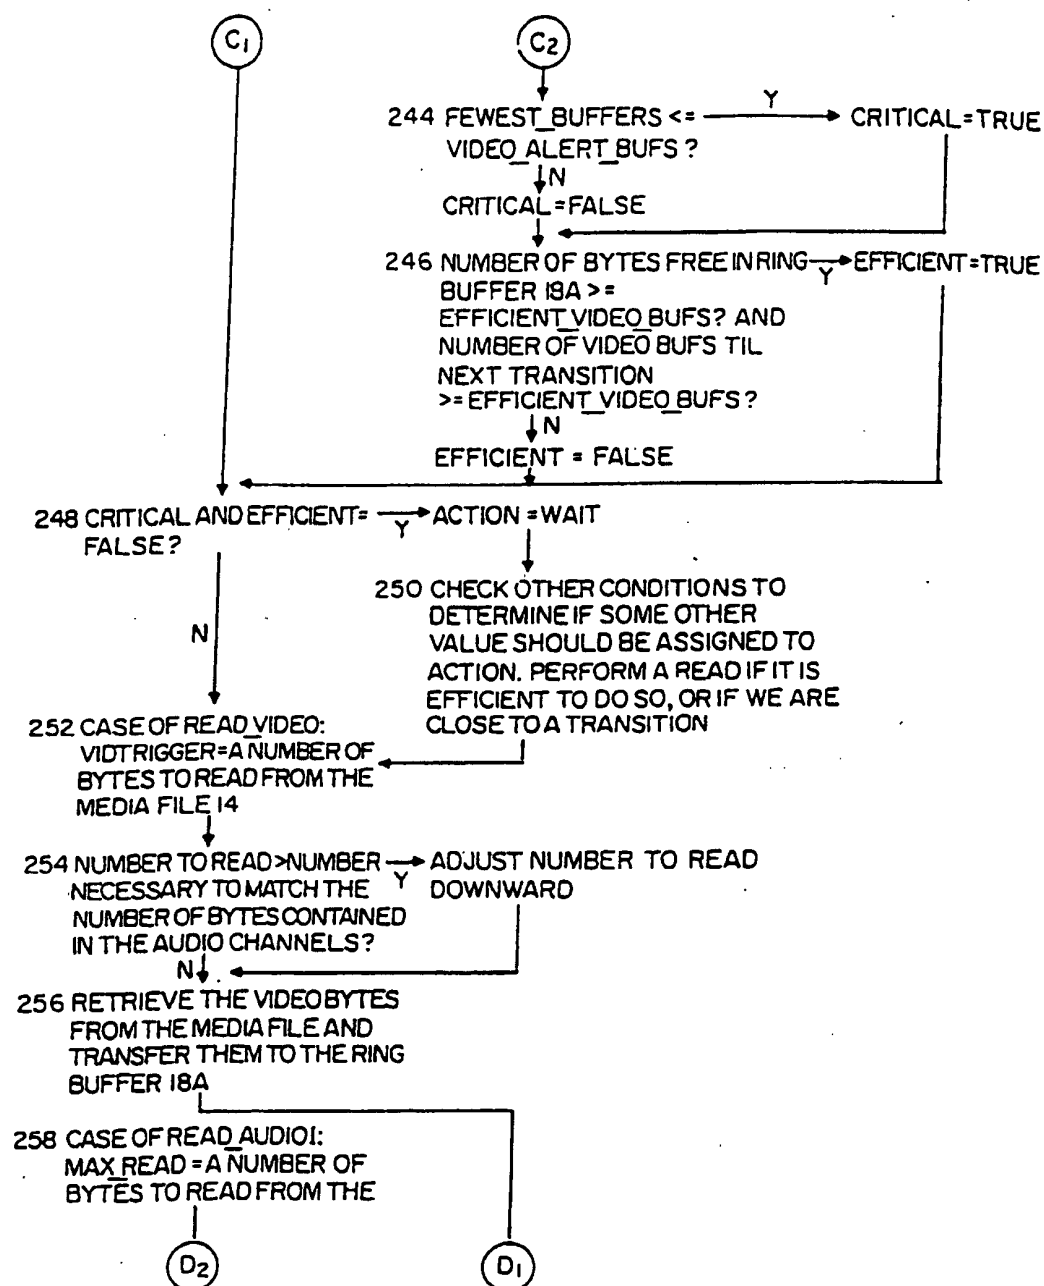 C1
C2
244 FEWEST_BUFFERS <=
VIDEO_ALERT_BUFS ?
Y
CRITICAL=TRUE
N
CRITICAL=FALSE
246 NUMBER OF BYTES FREE IN RING
BUFFER 18A >=
EFFICIENT_VIDEO_BUFS? AND
NUMBER OF VIDEO BUFS TIL
NEXT TRANSITION
>= EFFICIENT_VIDEO_BUFS?
Y
EFFICIENT=TRUE
N
EFFICIENT = FALSE
248 CRITICAL AND EFFICIENT=
FALSE?
Y
ACTION = WAIT
N
250 CHECK OTHER CONDITIONS TO
DETERMINE IF SOME OTHER
VALUE SHOULD BE ASSIGNED TO
ACTION. PERFORM A READ IF IT IS
EFFICIENT TO DO SO, OR IF WE ARE
CLOSE TO A TRANSITION
252 CASE OF READ_VIDEO:
VIDTRIGGER=A NUMBER OF
BYTES TO READ FROM THE
MEDIA FILE 14
254 NUMBER TO READ>NUMBER
NECESSARY TO MATCH THE
NUMBER OF BYTES CONTAINED
IN THE AUDIO CHANNELS?
Y
ADJUST NUMBER TO READ
DOWNWARD
N
256 RETRIEVE THE VIDEO BYTES
FROM THE MEDIA FILE AND
TRANSFER THEM TO THE RING
BUFFER 18A
258 CASE OF READ_AUDIO1:
MAX_READ = A NUMBER OF
BYTES TO READ FROM THE
D2
D1